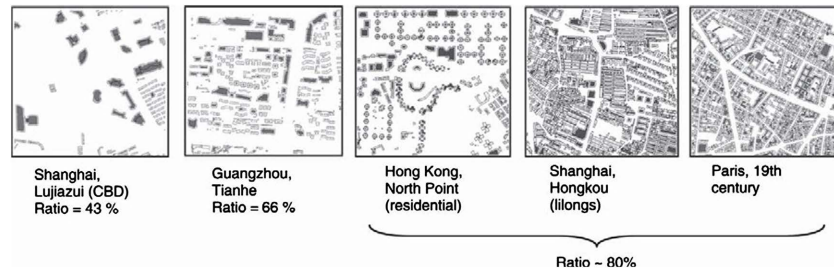 Shanghai,
Lujiazui (CBD)
Ratio = 43 %
Guangzhou,
Tianhe
Ratio = 66 %
Hong Kong,
North Point
(residential)
Shanghai,
Hongkou
(lilongs)
Paris, 19th
century
Ratio ~ 80%